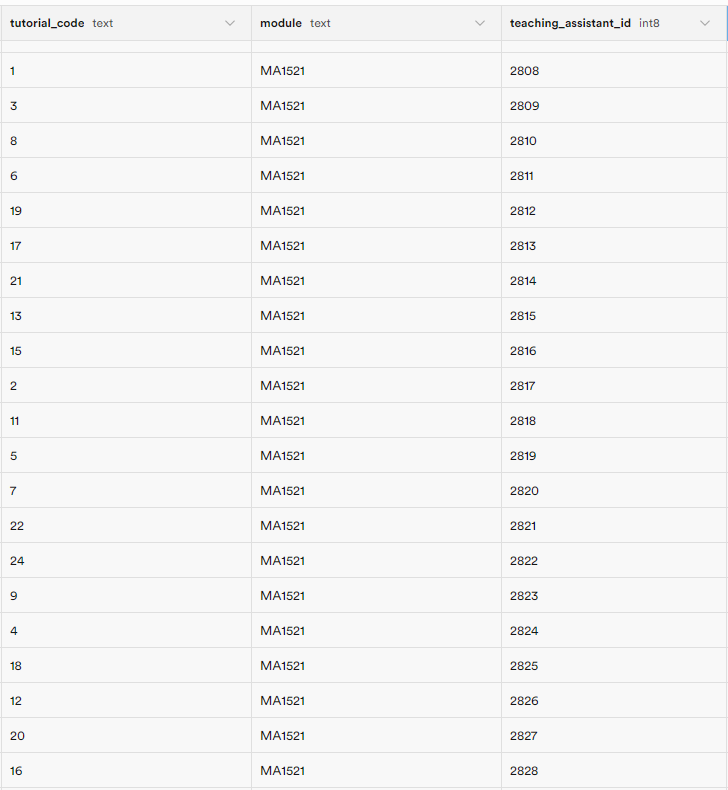 tutorial_code text module text teaching_assistant_id int8
1 MA1521 2808
3 MA1521 2809
8 MA1521 2810
6 MA1521 2811
19 MA1521 2812
17 MA1521 2813
21 MA1521 2814
13 MA1521 2815
15 MA1521 2816
2 MA1521 2817
11 MA1521 2818
5 MA1521 2819
7 MA1521 2820
22 MA1521 2821
24 MA1521 2822
9 MA1521 2823
4 MA1521 2824
18 MA1521 2825
12 MA1521 2826
20 MA1521 2827
16 MA1521 2828